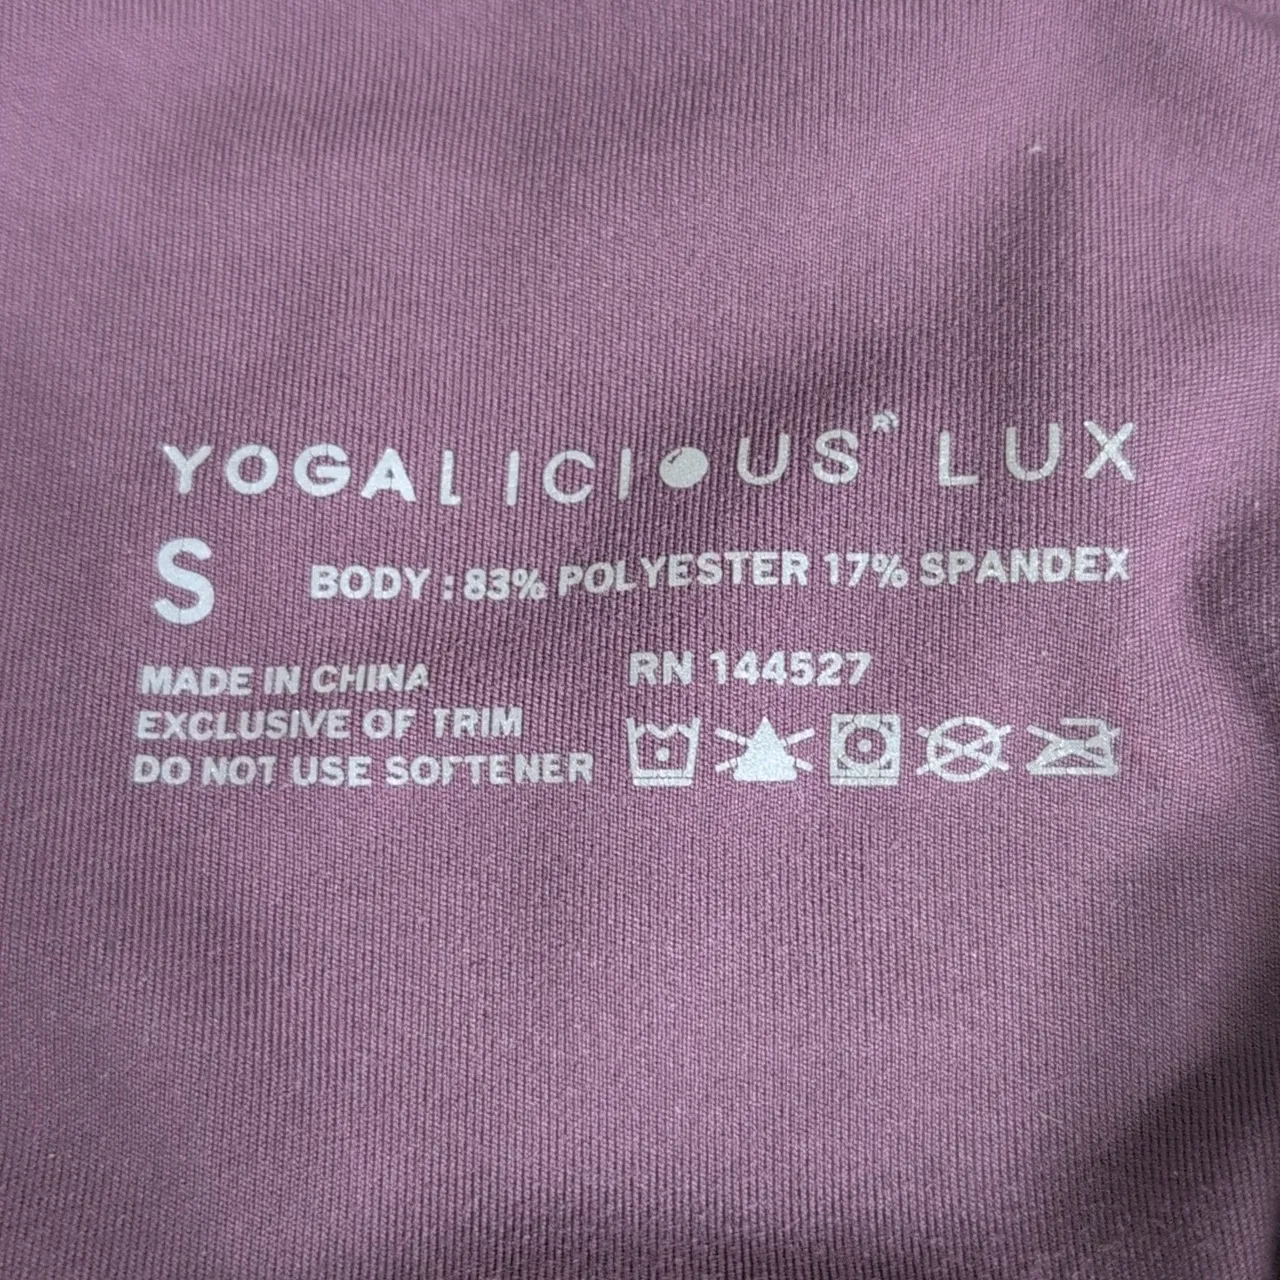 YOGALICIOUS® LUX
S BODY : 83% POLYESTER 17% SPANDEX
MADE IN CHINA RN 144527
EXCLUSIVE OF TRIM
DO NOT USE SOFTENER